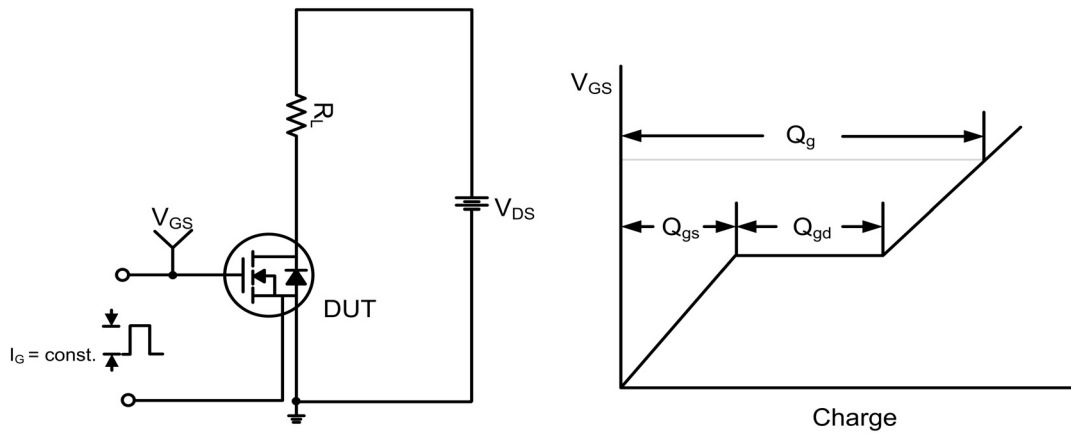 R_L
V_DS
V_GS
DUT
I_G = const.
V_GS
Q_g
Q_gs
Q_gd
Charge